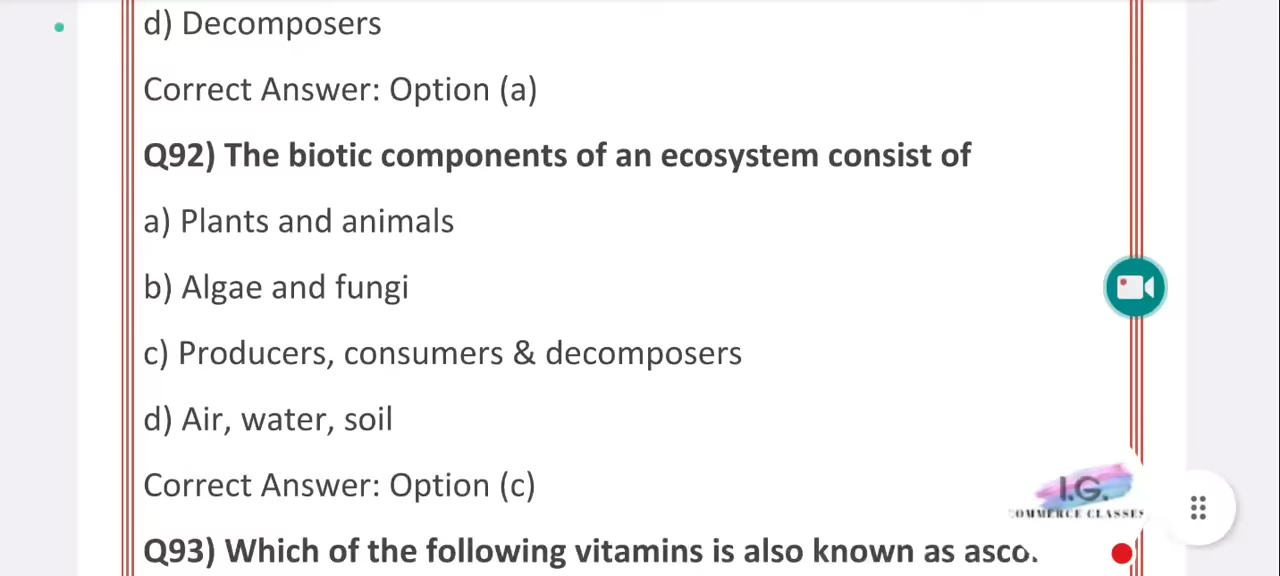 d) Decomposers
Correct Answer: Option (a)
Q92) The biotic components of an ecosystem consist of
a) Plants and animals
b) Algae and fungi
c) Producers, consumers & decomposers
d) Air, water, soil
Correct Answer: Option (c)
I.G.
COMMERCE CLASSES
Q93) Which of the following vitamins is also known as